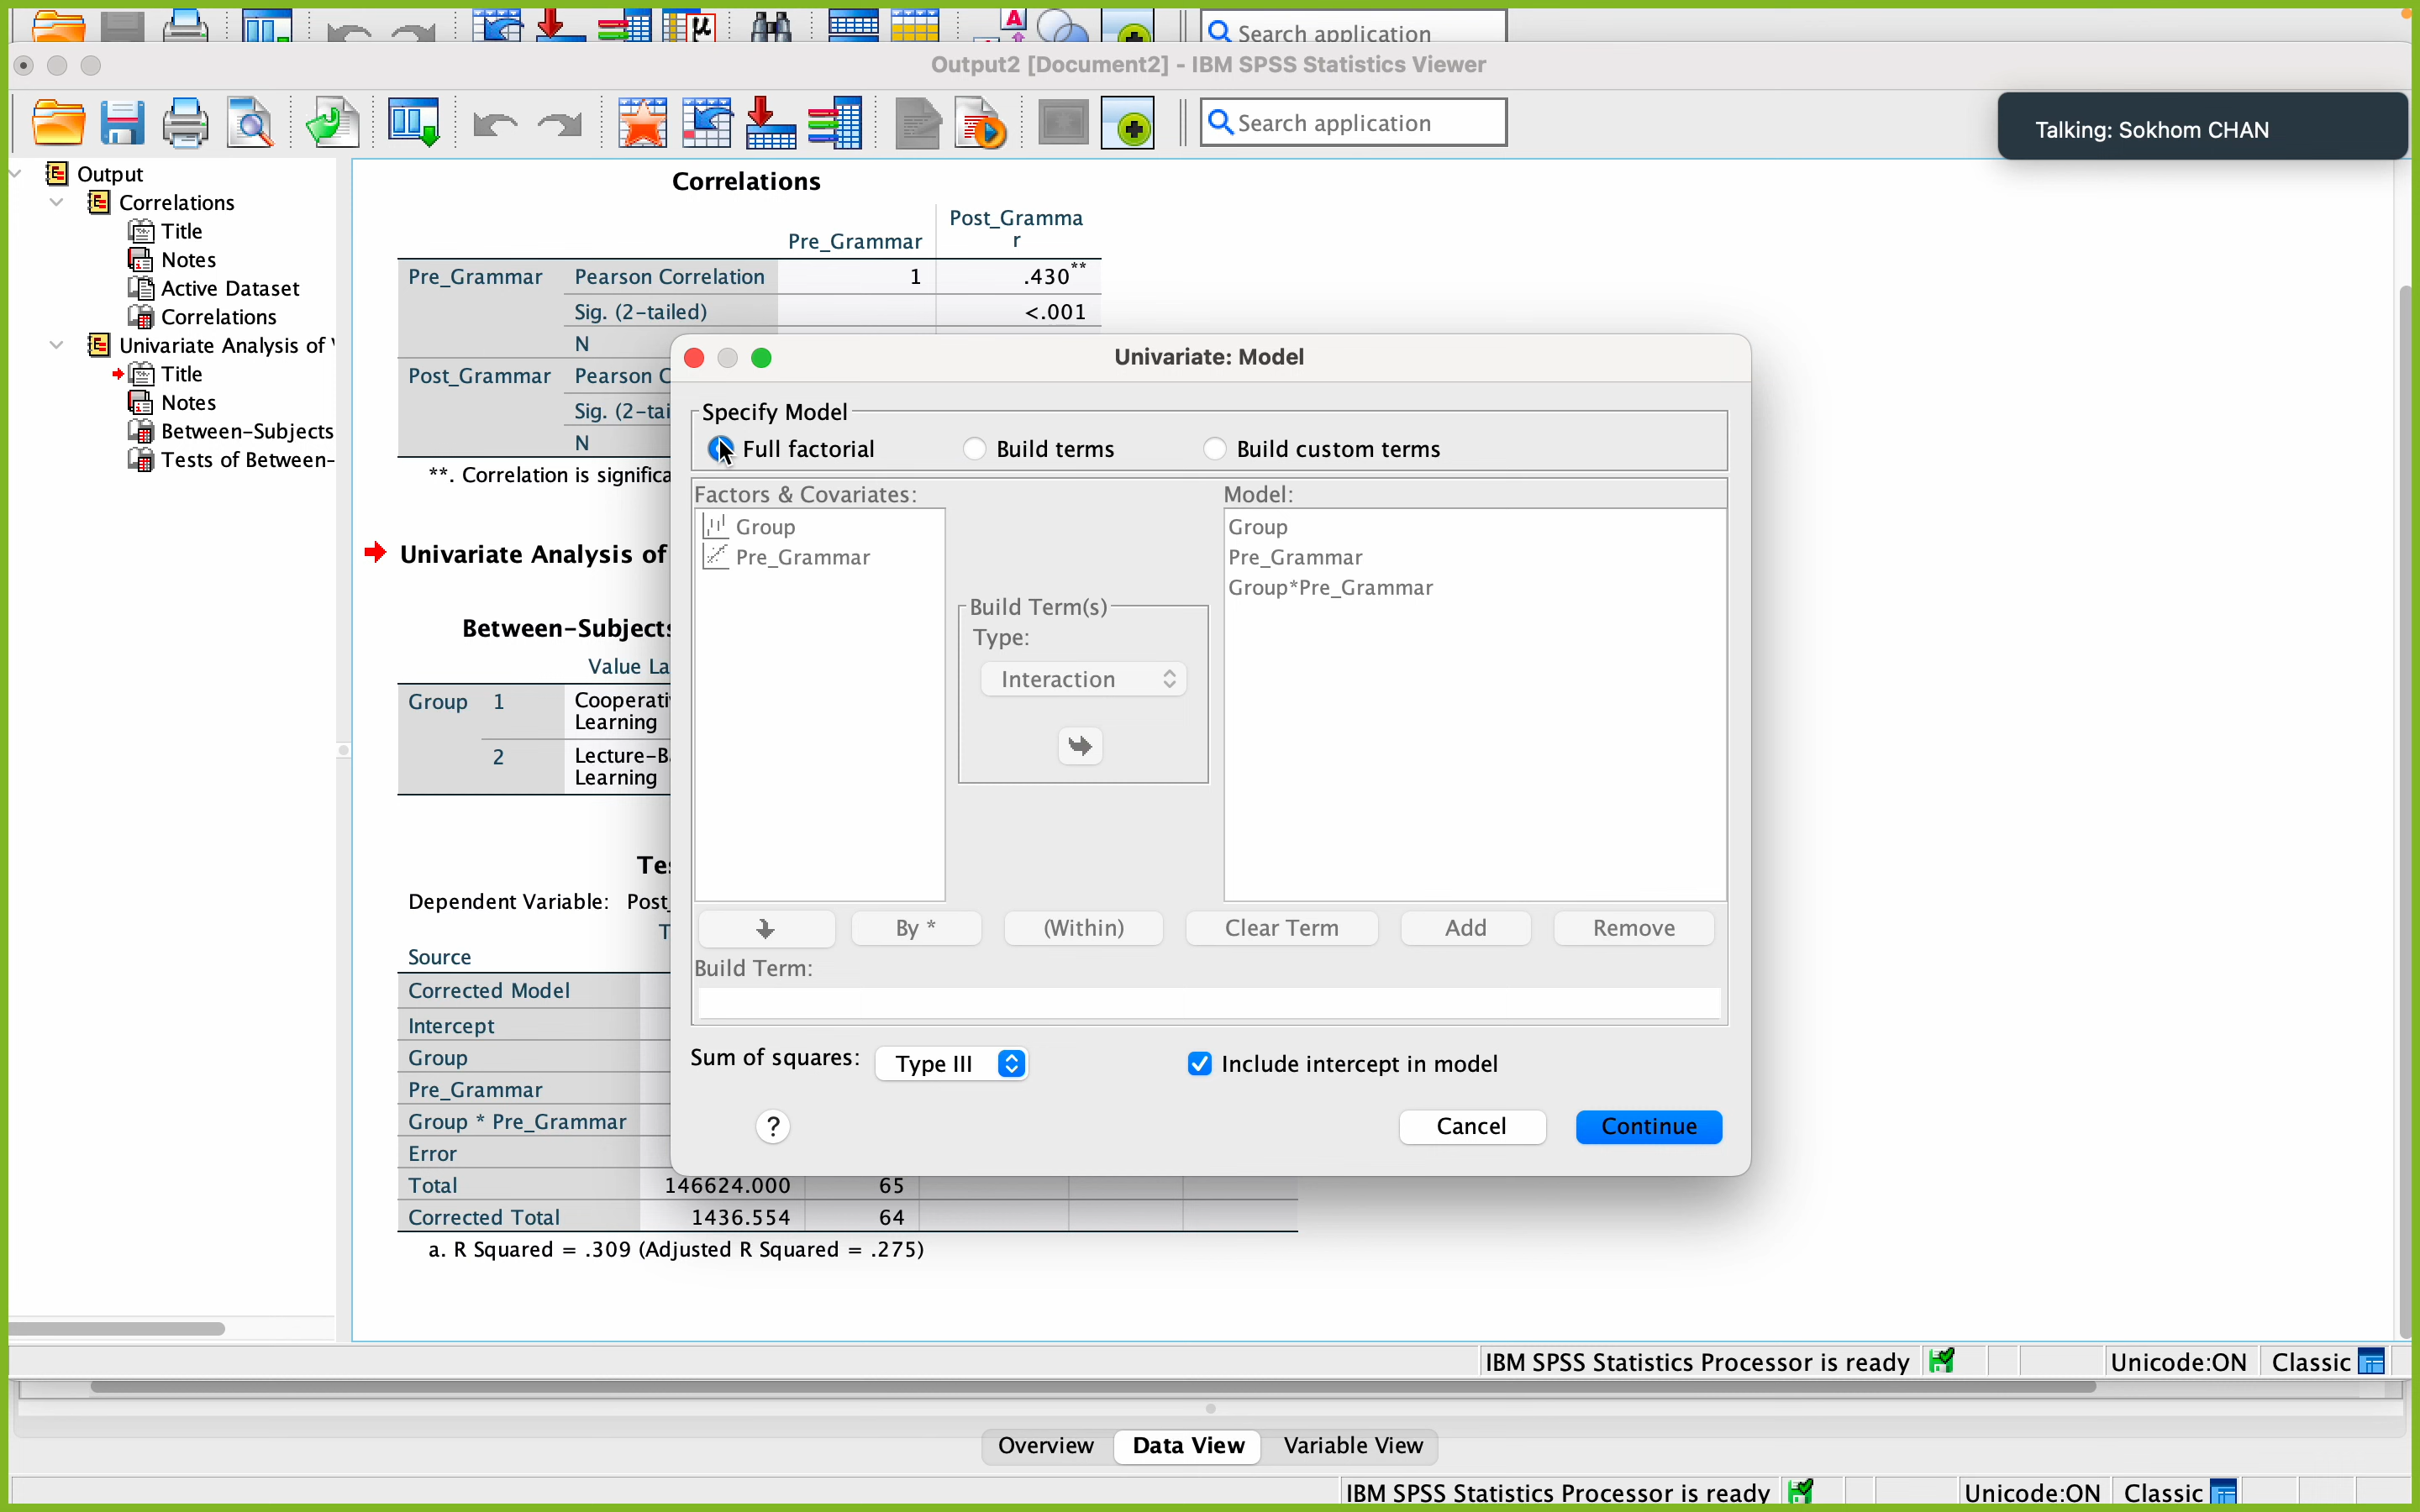 Search application
Output2 [Document2] - IBM SPSS Statistics Viewer
Search application
Talking: Sokhom CHAN
Output
Correlations
Title
Notes
Active Dataset
Correlations
Univariate Analysis of
Title
Notes
Between-Subjects
Tests of Between-
Correlations
Pre_Grammar
Post_Gramma
r
Pre_Grammar Pearson Correlation 1 .430**
Sig. (2-tailed) <.001
N
Post_Grammar Pearson
Sig. (2-tai
N
**. Correlation is significa
Univariate Analysis of
Between-Subjects
Value La
Group 1 Cooperati
Learning
2 Lecture-B
Learning
Te
Dependent Variable: Post_
Source
Corrected Model
Intercept
Group
Pre_Grammar
Group * Pre_Grammar
Error
Total 146624.000 65
Corrected Total 1436.554 64
a. R Squared = .309 (Adjusted R Squared = .275)
Univariate: Model
Specify Model
Full factorial Build terms Build custom terms
Factors & Covariates:
Group
Pre_Grammar
Build Term(s)
Type:
Interaction
Model:
Group
Pre_Grammar
Group*Pre_Grammar
By * (Within) Clear Term Add Remove
Build Term:
Sum of squares: Type III Include intercept in model
? Cancel Continue
IBM SPSS Statistics Processor is ready Unicode:ON Classic
Overview Data View Variable View
IBM SPSS Statistics Processor is ready Unicode:ON Classic